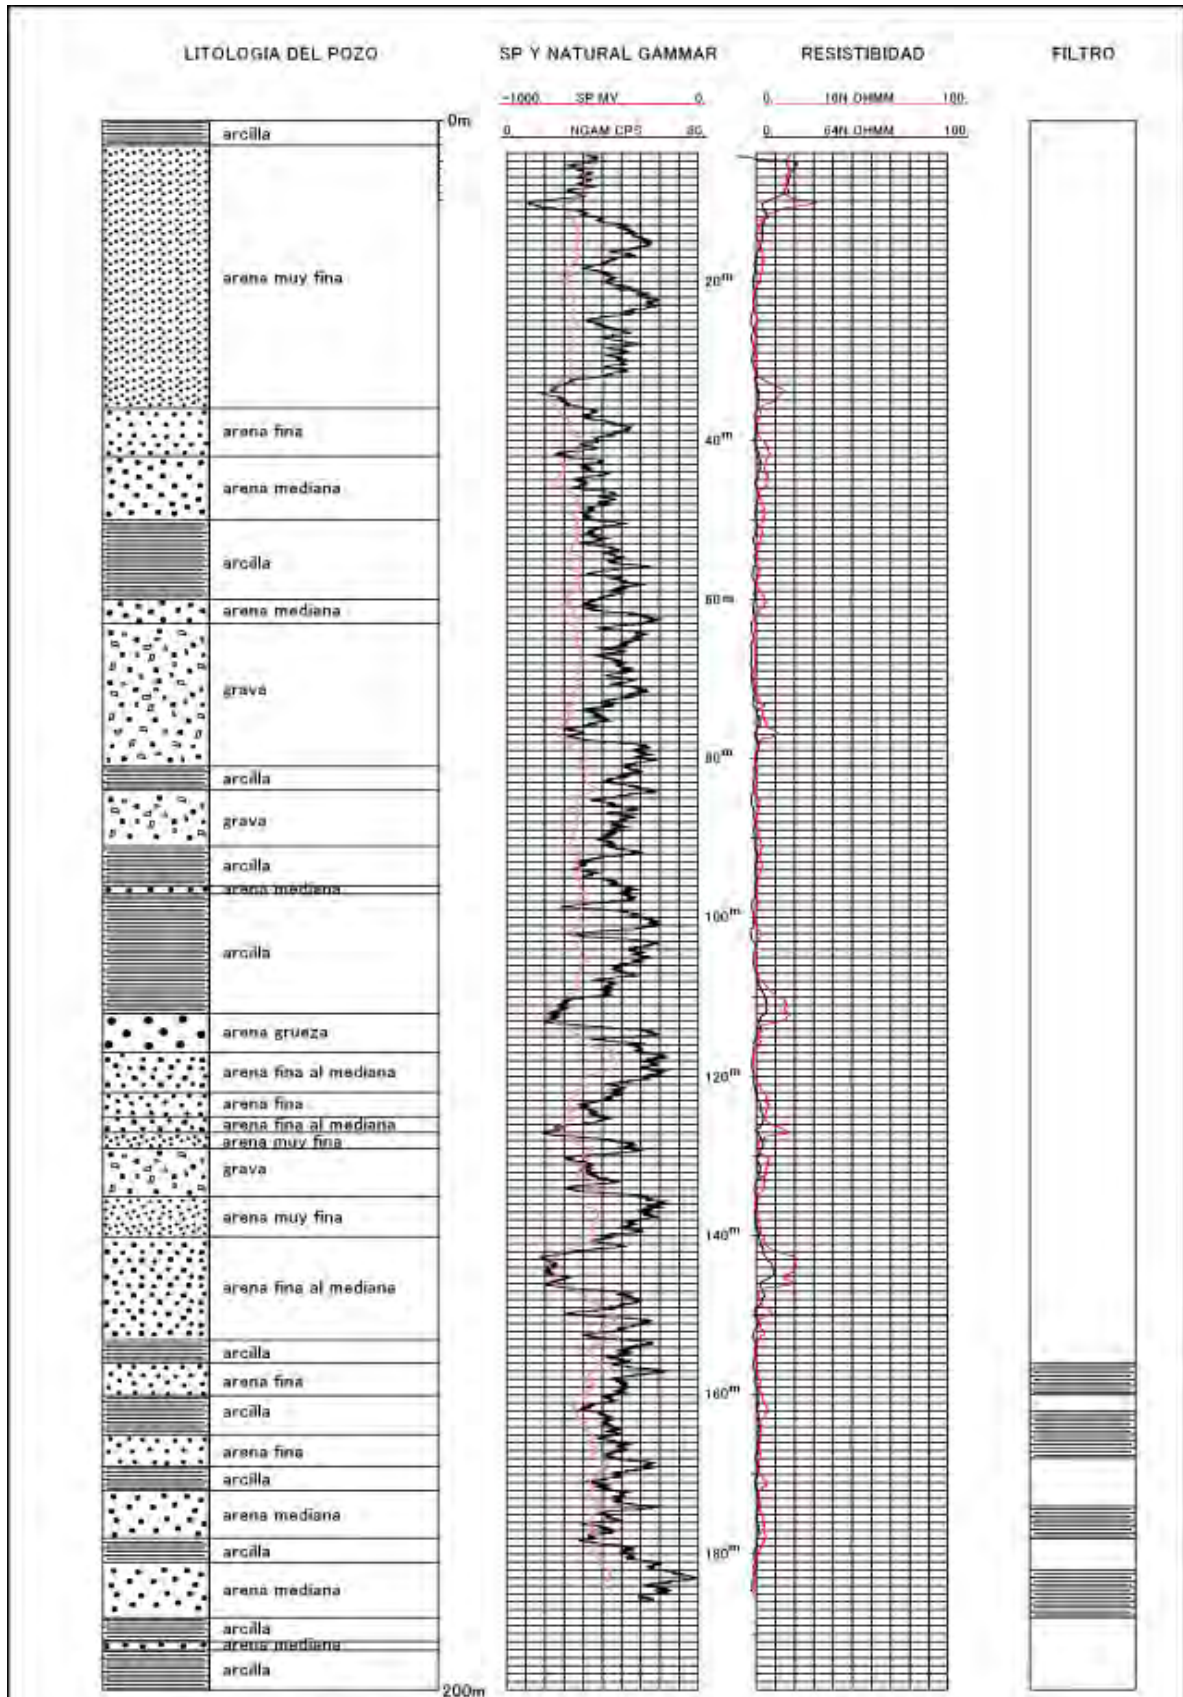 LITOLOGIA DEL POZO
SP Y NATURAL GAMMAR
RESISTIBIDAD
FILTRO
-1000. SP MV 0.
0. 16N OHMM 100.
0. NGAM CPS 80.
0. 64N OHMM 100.
0m
arcilla
arena muy fina
20m
arena fina
40m
arena mediana
arcilla
60m
arena mediana
grava
80m
arcilla
grava
arcilla
arena mediana
100m
arcilla
arena grueza
arena fina al mediana
120m
arena fina
arena fina al mediana
arena muy fina
grava
arena muy fina
140m
arena fina al mediana
arcilla
arena fina
160m
arcilla
arena fina
arcilla
arena mediana
arcilla
180m
arena mediana
arcilla
arena mediana
arcilla
200m